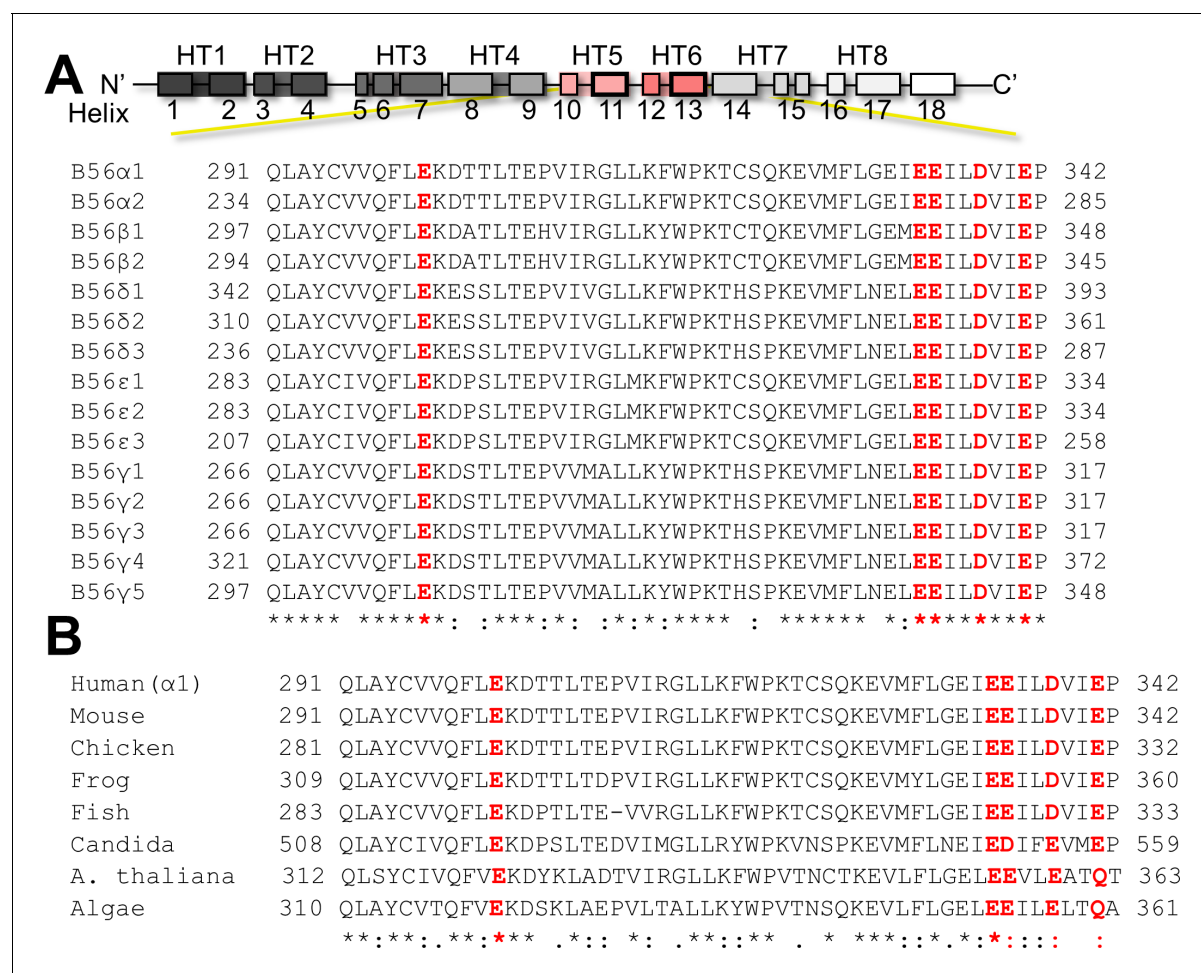 HT1 HT2 HT3 HT4 HT5 HT6 HT7 HT8
A N’ C’
Helix 1 2 3 4 5 6 7 8 9 10 11 12 13 14 15 16 17 18
B56α1 291 QLAYCVVQFLEKDTTLTEPVIRGLLKFWPKTCSQKEVMFLGEIEEILDVIEP 342
B56α2 234 QLAYCVVQFLEKDTTLTEPVIRGLLKFWPKTCSQKEVMFLGEIEEILDVIEP 285
B56β1 297 QLAYCVVQFLEKDATLTEHVIRGLLKYWPKTCTQKEVMFLGEMEEILDVIEP 348
B56β2 294 QLAYCVVQFLEKDATLTEHVIRGLLKYWPKTCTQKEVMFLGEMEEILDVIEP 345
B56δ1 342 QLAYCVVQFLEKESSLTEPVIVGLLKFWPKTHSPKEVMFLNELEEILDVIEP 393
B56δ2 310 QLAYCVVQFLEKESSLTEPVIVGLLKFWPKTHSPKEVMFLNELEEILDVIEP 361
B56δ3 236 QLAYCVVQFLEKESSLTEPVIVGLLKFWPKTHSPKEVMFLNELEEILDVIEP 287
B56ε1 283 QLAYCIVQFLEKDPSLTEPVIRGLMKFWPKTCSQKEVMFLGELEEILDVIEP 334
B56ε2 283 QLAYCIVQFLEKDPSLTEPVIRGLMKFWPKTCSQKEVMFLGELEEILDVIEP 334
B56ε3 207 QLAYCIVQFLEKDPSLTEPVIRGLMKFWPKTCSQKEVMFLGELEEILDVIEP 258
B56γ1 266 QLAYCVVQFLEKDSTLTEPVVMALLKYWPKTHSPKEVMFLNELEEILDVIEP 317
B56γ2 266 QLAYCVVQFLEKDSTLTEPVVMALLKYWPKTHSPKEVMFLNELEEILDVIEP 317
B56γ3 266 QLAYCVVQFLEKDSTLTEPVVMALLKYWPKTHSPKEVMFLNELEEILDVIEP 317
B56γ4 321 QLAYCVVQFLEKDSTLTEPVVMALLKYWPKTHSPKEVMFLNELEEILDVIEP 372
B56γ5 297 QLAYCVVQFLEKDSTLTEPVVMALLKYWPKTHSPKEVMFLNELEEILDVIEP 348
***** *******: :*** **: .**:*:**** : ****** *:********* 
B
Human(α1) 291 QLAYCVVQFLEKDTTLTEPVIRGLLKFWPKTCSQKEVMFLGEIEEILDVIEP 342
Mouse 291 QLAYCVVQFLEKDTTLTEPVIRGLLKFWPKTCSQKEVMFLGEIEEILDVIEP 342
Chicken 281 QLAYCVVQFLEKDTTLTEPVIRGLLKFWPKTCSQKEVMFLGEIEEILDVIEP 332
Frog 309 QLAYCVVQFLEKDTTLTDPVIRGLLKFWPKTCSQKEVMYLGEIEEILDVIEP 360
Fish 283 QLAYCVVQFLEKDPTLTE-VVRGLLKFWPKTCSQKEVMFLGEIEEILDVIEP 333
Candida 508 QLAYCIVQFLEKDPSLTEDVIMGLLRYWPKVNSPKEVMFLNEIEDIFEVMEP 559
A. thaliana 312 QLSYCIVQFVEKDYKLADTVIRGLLKFWPVTNCTKEVLFLGELEEVLEATQT 363
Algae 310 QLAYCVTQFVEKDSKLAEPVLTALLKYWPVTNSQKEVLFLGELEEILELTQA 361
**:**:.**:*** .*:: *: .**::** . . ***::*.*:*:::: :